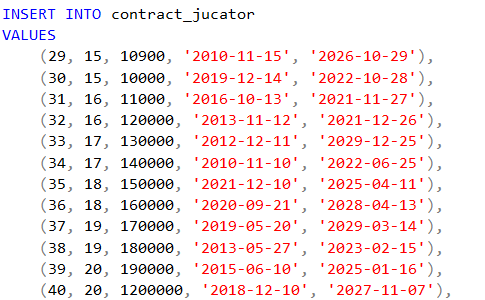 INSERT INTO contract_jucator
VALUES
(29, 15, 10900, '2010-11-15', '2026-10-29'),
(30, 15, 10000, '2019-12-14', '2022-10-28'),
(31, 16, 11000, '2016-10-13', '2021-11-27'),
(32, 16, 120000, '2013-11-12', '2021-12-26'),
(33, 17, 130000, '2012-12-11', '2029-12-25'),
(34, 17, 140000, '2010-11-10', '2022-06-25'),
(35, 18, 150000, '2021-12-10', '2025-04-11'),
(36, 18, 160000, '2020-09-21', '2028-04-13'),
(37, 19, 170000, '2019-05-20', '2029-03-14'),
(38, 19, 180000, '2013-05-27', '2023-02-15'),
(39, 20, 190000, '2015-06-10', '2025-01-16'),
(40, 20, 1200000, '2018-12-10', '2027-11-07'),